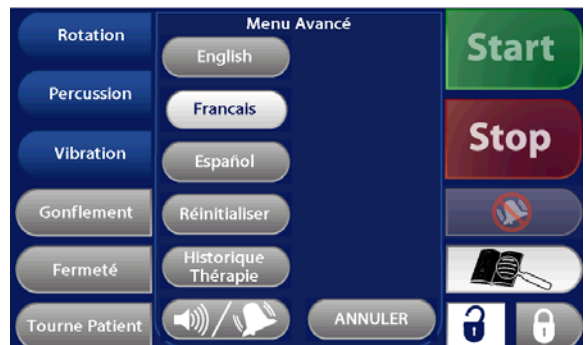 Rotation
Percussion
Vibration
Gonflement
Fermeté
Tourne Patient
Menu Avancé
English
Francais
Español
Réinitialiser
Historique
Thérapie
ANNULER
Start
Stop